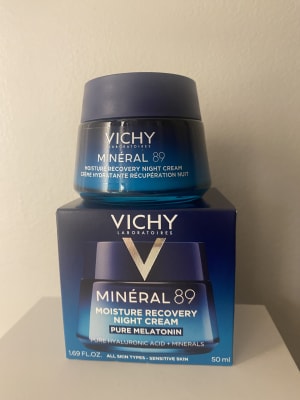 VICHY
LABORATOIRES
MINÉRAL 89
MOISTURE RECOVERY NIGHT CREAM
CRÈME HYDRATANTE RÉCUPÉRATION NUIT
VICHY
LABORATOIRES
MINÉRAL 89
MOISTURE RECOVERY
NIGHT CREAM
PURE MELATONIN
PURE HYALURONIC ACID + MINERALS
1.69 FL.OZ. ALL SKIN TYPES - SENSITIVE SKIN 50 ml